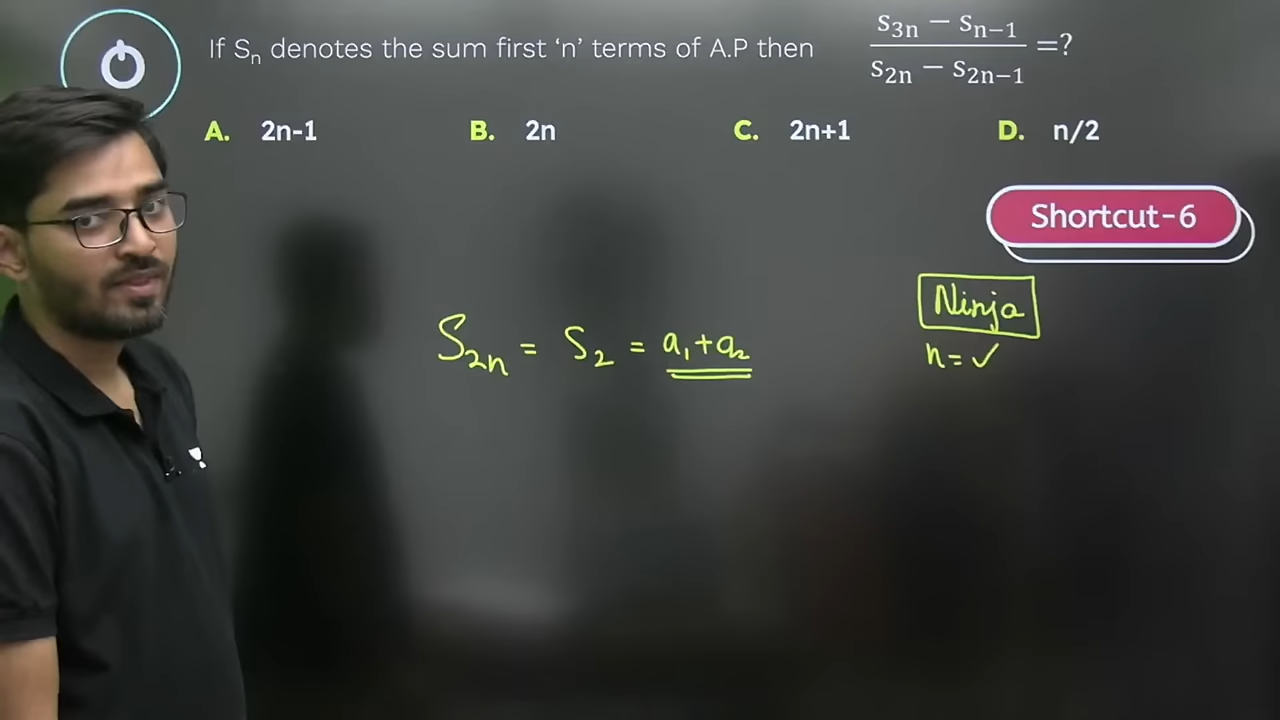 If Sₙ denotes the sum first ‘n’ terms of A.P then (s₃ₙ − sₙ₋₁)/(s₂ₙ − s₂ₙ₋₁) =?
A. 2n-1 B. 2n C. 2n+1 D. n/2
Shortcut-6
Ninja
n = ✓
S₂ₙ = S₂ = a₁+a₂